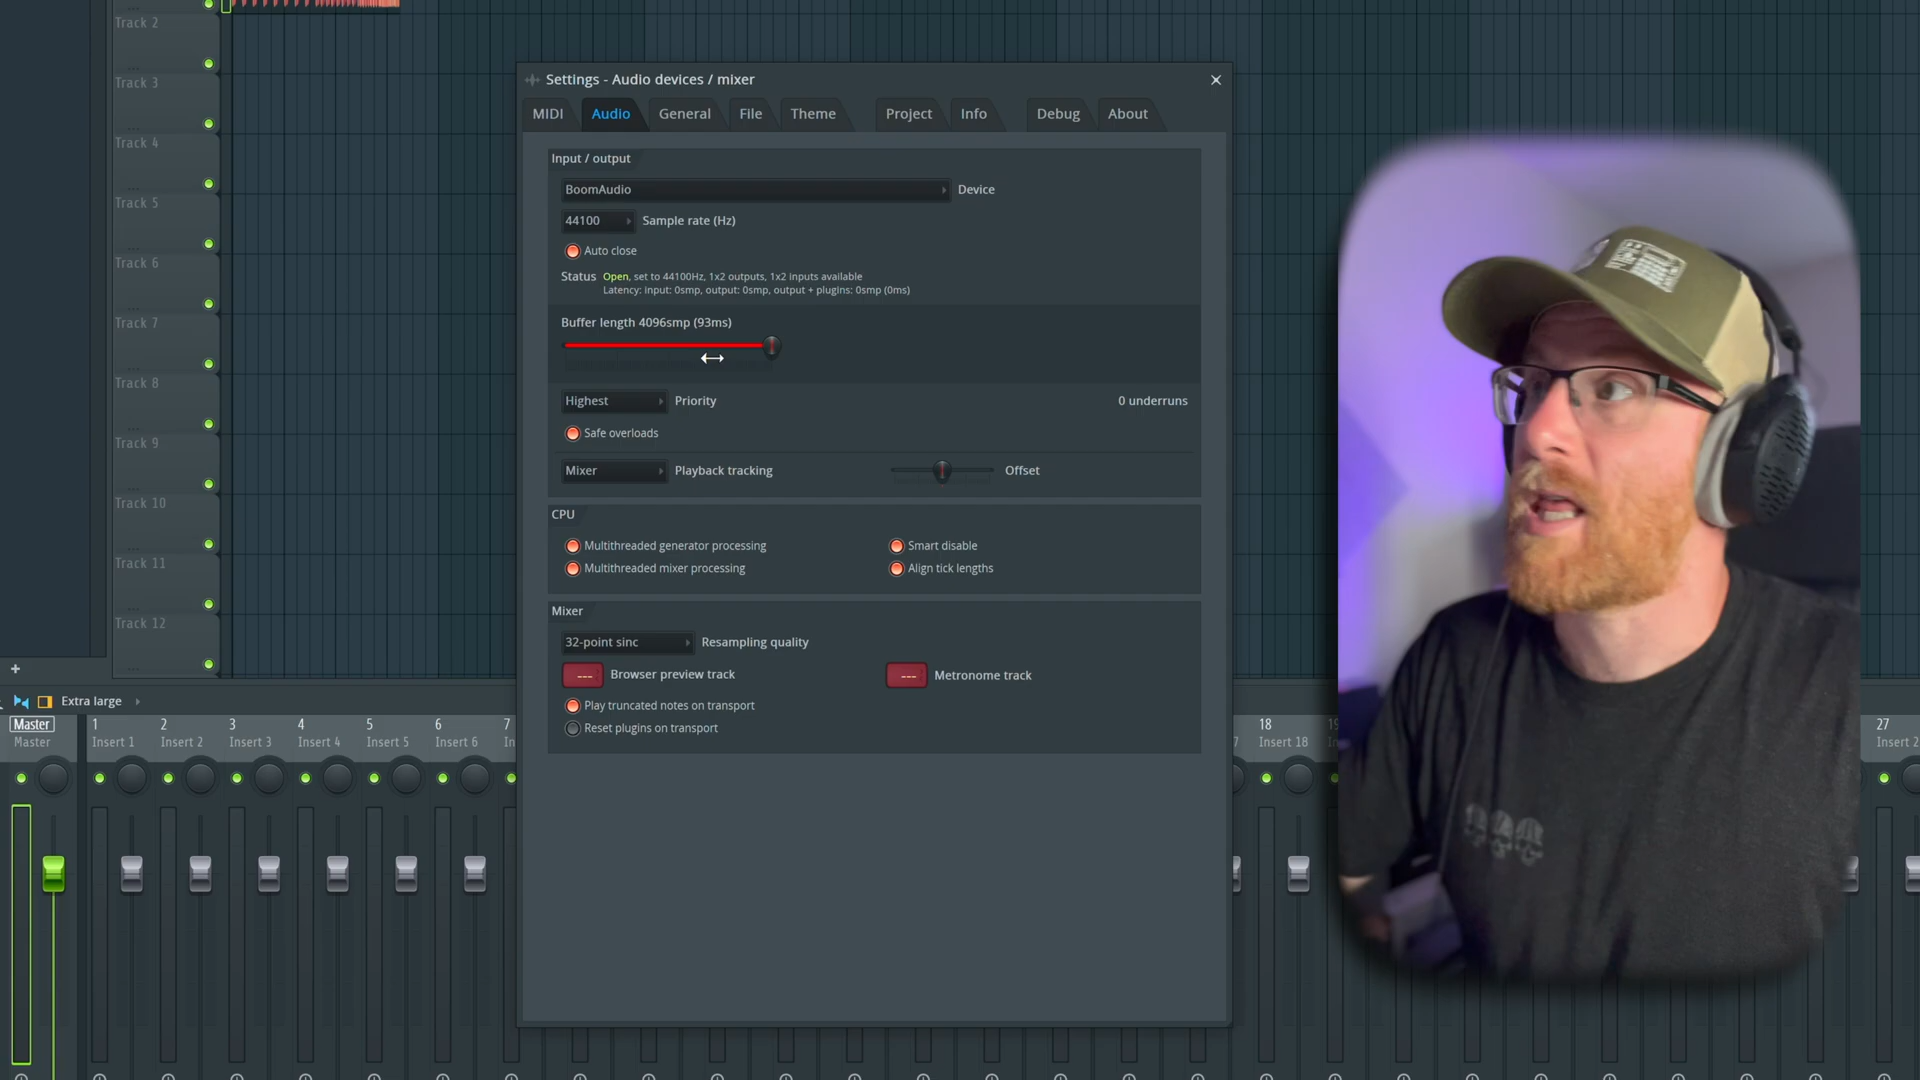 Track 2
Track 3
Track 4
Track 5
Track 6
Track 7
Track 8
Track 9
Track 10
Track 11
Track 12
Settings - Audio devices / mixer
MIDI Audio General File Theme Project Info Debug About
Input / output
BoomAudio Device
44100 Sample rate (Hz)
Auto close
Status Open, set to 44100Hz, 1x2 outputs, 1x2 inputs available
Latency: input: 0smp, output: 0smp, output + plugins: 0smp (0ms)
Buffer length 4096smp (93ms)
Highest Priority 0 underruns
Safe overloads
Mixer Playback tracking Offset
CPU
Multithreaded generator processing Smart disable
Multithreaded mixer processing Align tick lengths
Mixer
32-point sinc Resampling quality
--- Browser preview track --- Metronome track
Play truncated notes on transport
Reset plugins on transport
Extra large
Master 1 2 3 4 5 6 7 18 27
Master Insert 1 Insert 2 Insert 3 Insert 4 Insert 5 Insert 6 In 7 Insert 18 Insert 2